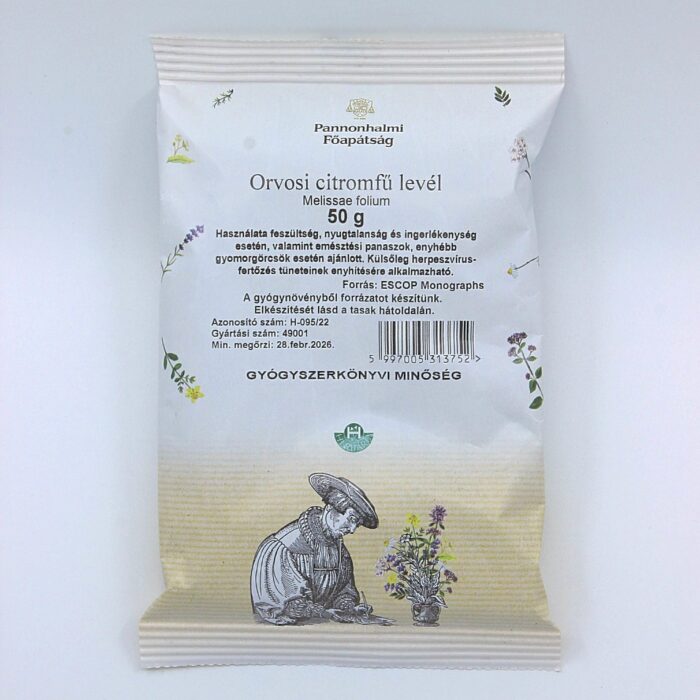 Pannonhalmi
Főapátság
Orvosi citromfű levél
Melissae folium
50 g
Használata feszültség, nyugtalanság és ingerlékenység
esetén, valamint emésztési panaszok, enyhébb
gyomorgörcsök esetén ajánlott. Külsőleg herpeszvírus-
fertőzés tüneteinek enyhítésére alkalmazható.
Forrás: ESCOP Monographs
A gyógynövényből forrázatot készítünk.
Elkészítését lásd a tasak hátoldalán.
Azonosító szám: H-095/22
Gyártási szám: 49001
Min. megőrzi: 28.febr.2026.
5 997005 313752 >
GYÓGYSZERKÖNYVI MINŐSÉG
H